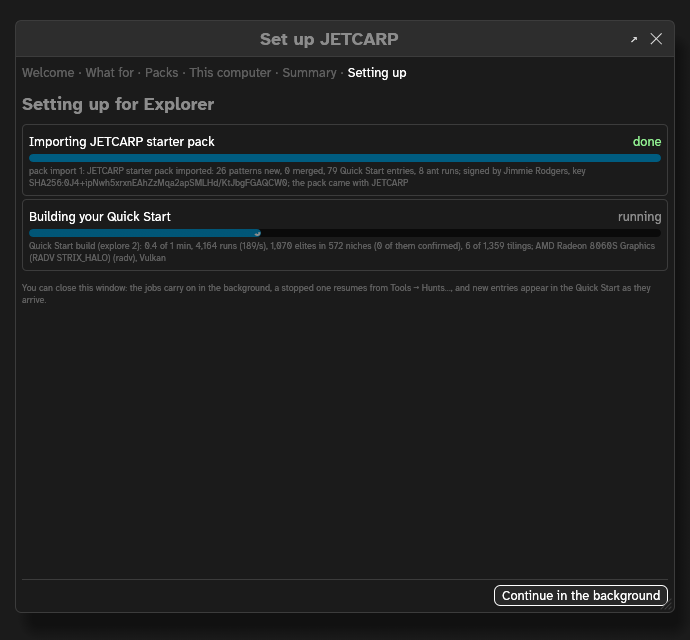 Set up JETCARP
Welcome · What for · Packs · This computer · Summary · Setting up
Setting up for Explorer
Importing JETCARP starter pack
done
pack import 1: JETCARP starter pack imported: 26 patterns new, 0 merged, 79 Quick Start entries, 8 ant runs; signed by Jimmie Rodgers, key
SHA256:0J4+ipNwh5xrxnEAhZzMqa2apSMLHd/KtJbgFGAQCW0; the pack came with JETCARP
Building your Quick Start
running
Quick Start build (explore 2): 0.4 of 1 min, 4,164 runs (189/s), 1,070 elites in 572 niches (0 of them confirmed), 6 of 1,359 tilings; AMD Radeon 8060S Graphics
(RADV STRIX_HALO) (radv), Vulkan
You can close this window: the jobs carry on in the background, a stopped one resumes from Tools → Hunts…, and new entries appear in the Quick Start as they
arrive.
Continue in the background